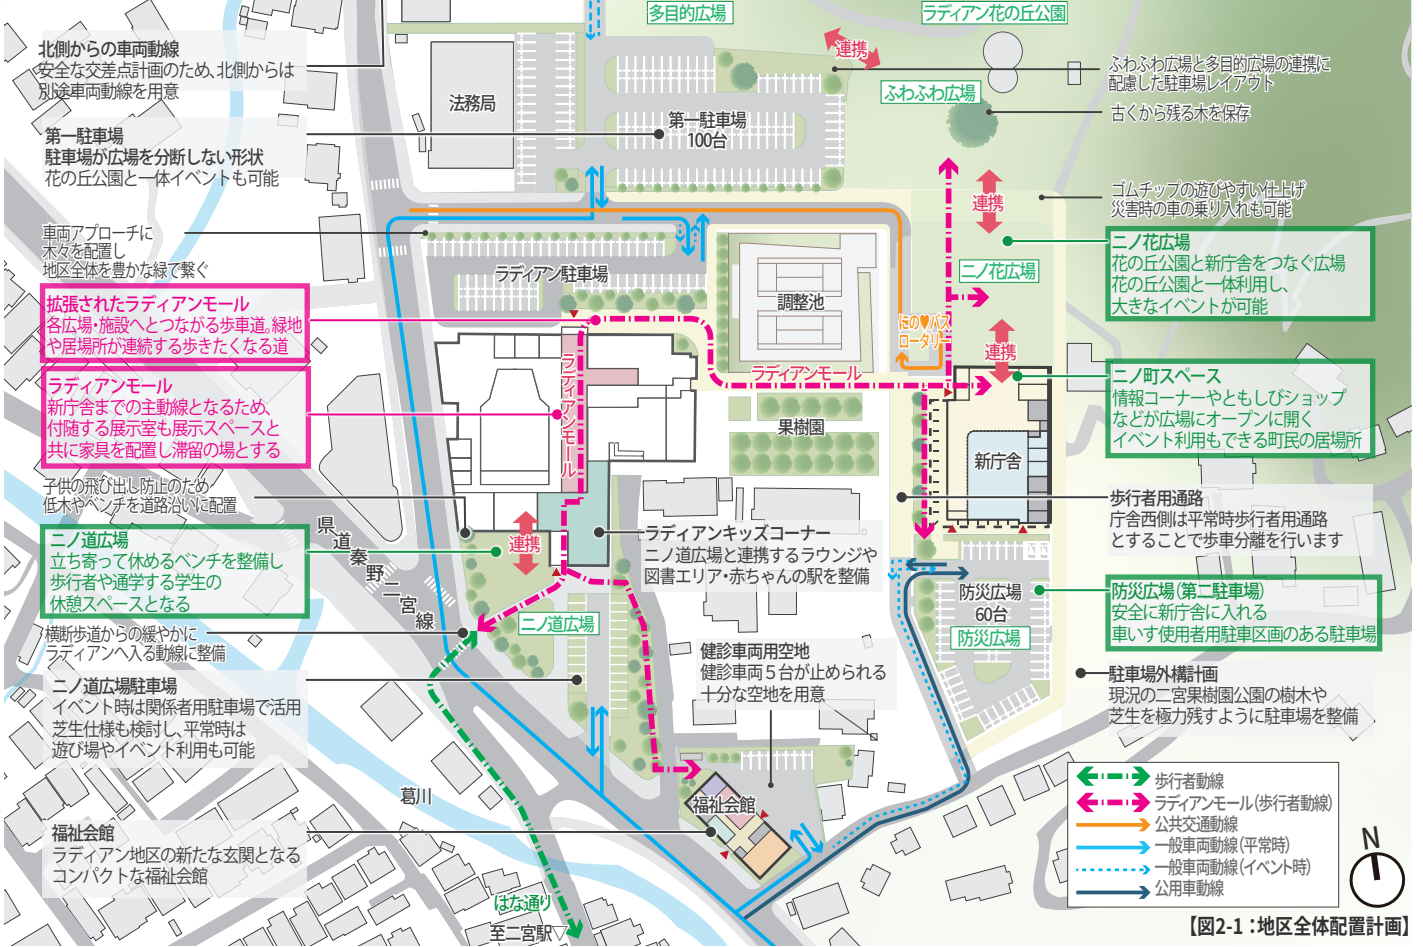 多目的広場
ラディアン花の丘公園
北側からの車両動線
安全な交差点計画のため、北側からは
別途車両動線を用意
連携
ふわふわ広場と多目的広場の連携に
配慮した駐車場レイアウト
ふわふわ広場
法務局
第一駐車場
100台
古くから残る木を保存
第一駐車場
駐車場が広場を分断しない形状
花の丘公園と一体イベントも可能
連携
ゴムチップの遊びやすい仕上げ
災害時の車の乗り入れも可能
車両アプローチに
木々を配置し
地区全体を豊かな緑で繋ぐ
ニノ花広場
花の丘公園と新庁舎をつなぐ広場
花の丘公園と一体利用し、
大きなイベントが可能
ラディアン駐車場
ニノ花広場
調整池
拡張されたラディアンモール
各広場・施設へとつながる歩車道。緑地
や居場所が連続する歩きたくなる道
にの♥バス
ロータリー
連携
ラディアンモール
ラディアンモール
ラディアンモール
新庁舎までの主動線となるため、
付随する展示室も展示スペースと
共に家具を配置し滞留の場とする
ニノ町スペース
情報コーナーやともしびショップ
などが広場にオープンに開く
イベント利用もできる町民の居場所
果樹園
新庁舎
子供の飛び出し防止のため
低木やベンチを道路沿いに配置
歩行者用通路
庁舎西側は平常時歩行者用通路
とすることで歩車分離を行います
県道秦野二宮線
連携
ラディアンキッズコーナー
ニノ道広場と連携するラウンジや
図書エリア・赤ちゃんの駅を整備
ニノ道広場
立ち寄って休めるベンチを整備し
歩行者や通学する学生の
休憩スペースとなる
防災広場
60台
防災広場
防災広場(第二駐車場)
安全に新庁舎に入れる
車いす使用者用駐車区画のある駐車場
ニノ道広場
横断歩道からの緩やかに
ラディアンへ入る動線に整備
健診車両用空地
健診車両5台が止められる
十分な空地を用意
駐車場外構計画
現況の二宮果樹園公園の樹木や
芝生を極力残すように駐車場を整備
ニノ道広場駐車場
イベント時は関係者用駐車場で活用
芝生仕様も検討し、平常時は
遊び場やイベント利用も可能
葛川
福祉会館
福祉会館
ラディアン地区の新たな玄関となる
コンパクトな福祉会館
はな通り
至二宮駅▽
歩行者動線
ラディアンモール(歩行者動線)
公共交通動線
一般車両動線(平常時)
一般車両動線(イベント時)
公用車動線
N
【図2-1：地区全体配置計画】